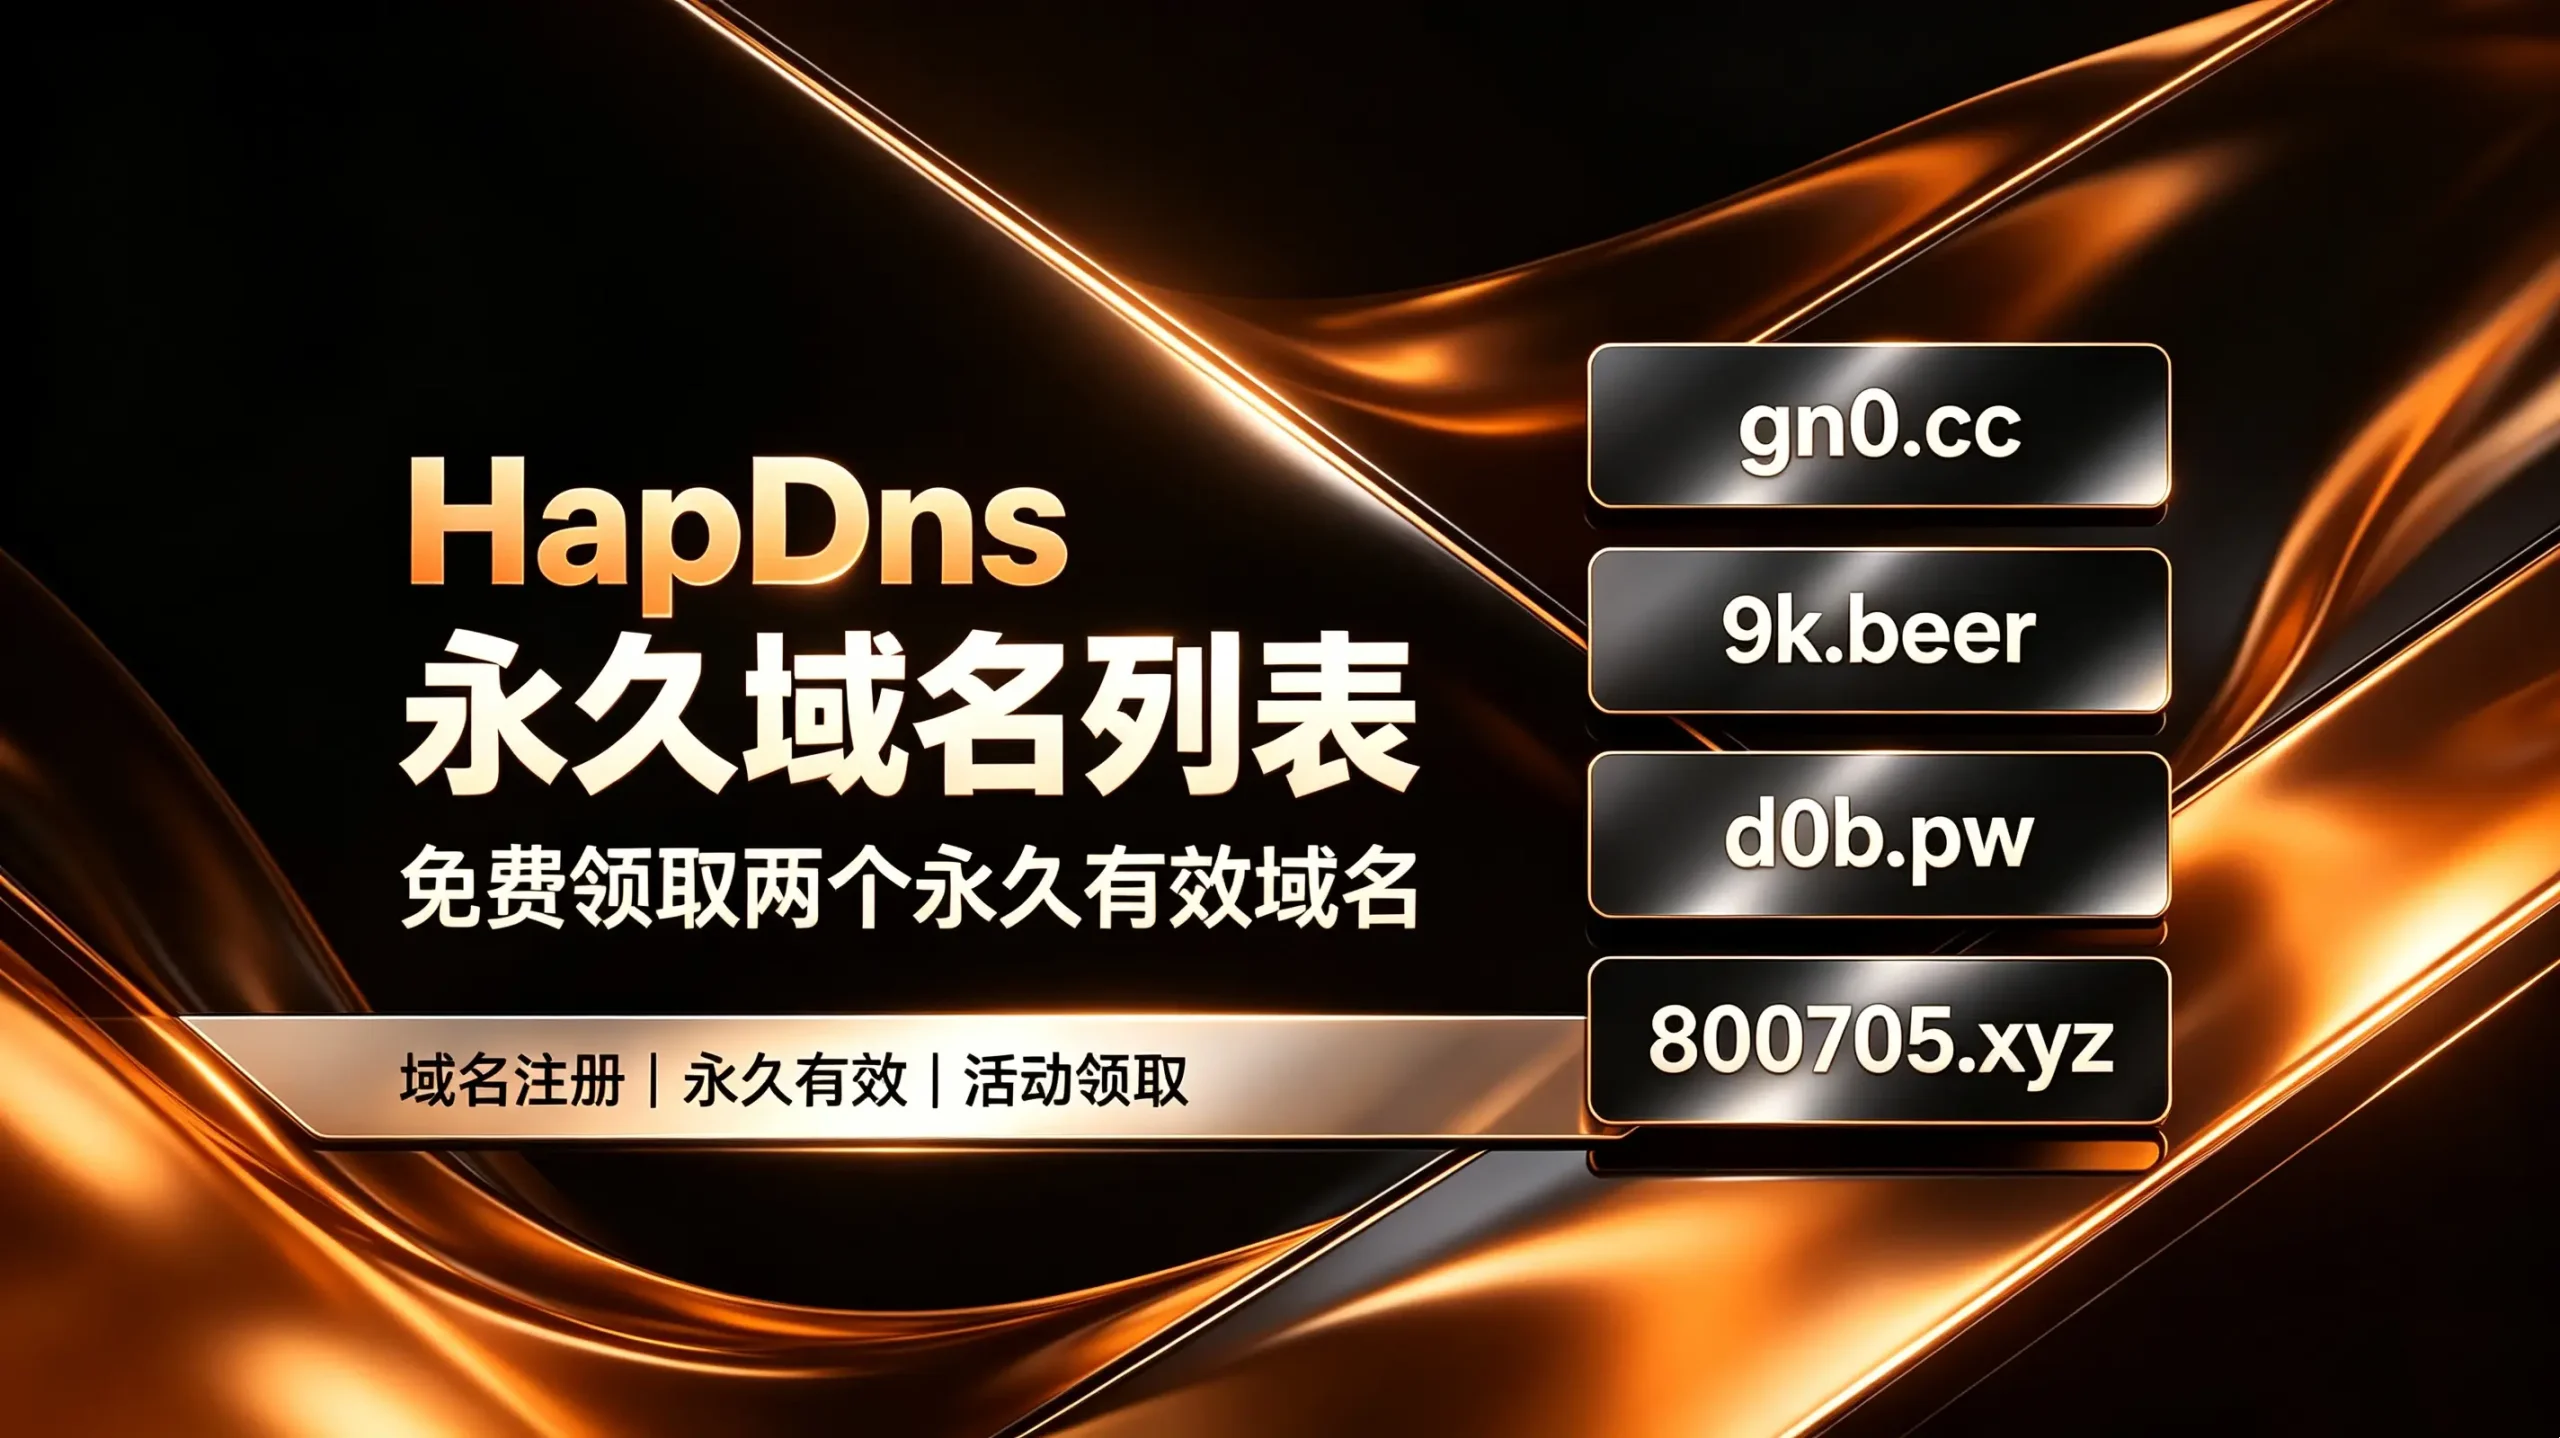 HapDns
永久域名列表
免费领取两个永久有效域名
域名注册 | 永久有效 | 活动领取
gn0.cc
9k.beer
d0b.pw
800705.xyz